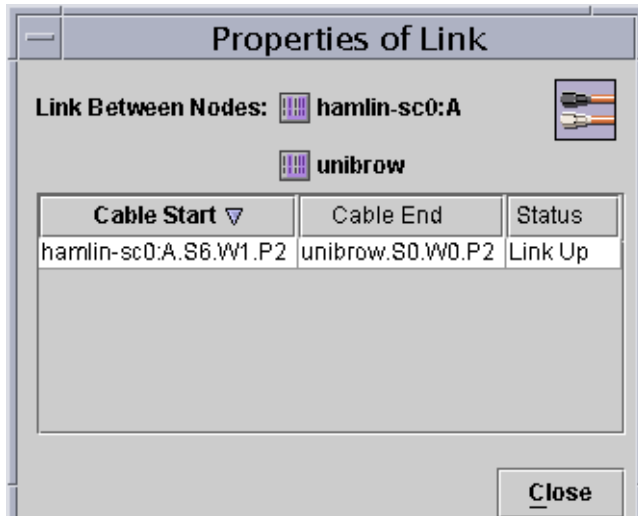 Properties of Link
Link Between Nodes: hamlin-sc0:A
unibrow
Cable Start Cable End Status
hamlin-sc0:A.S6.W1.P2 unibrow.S0.W0.P2 Link Up
Close